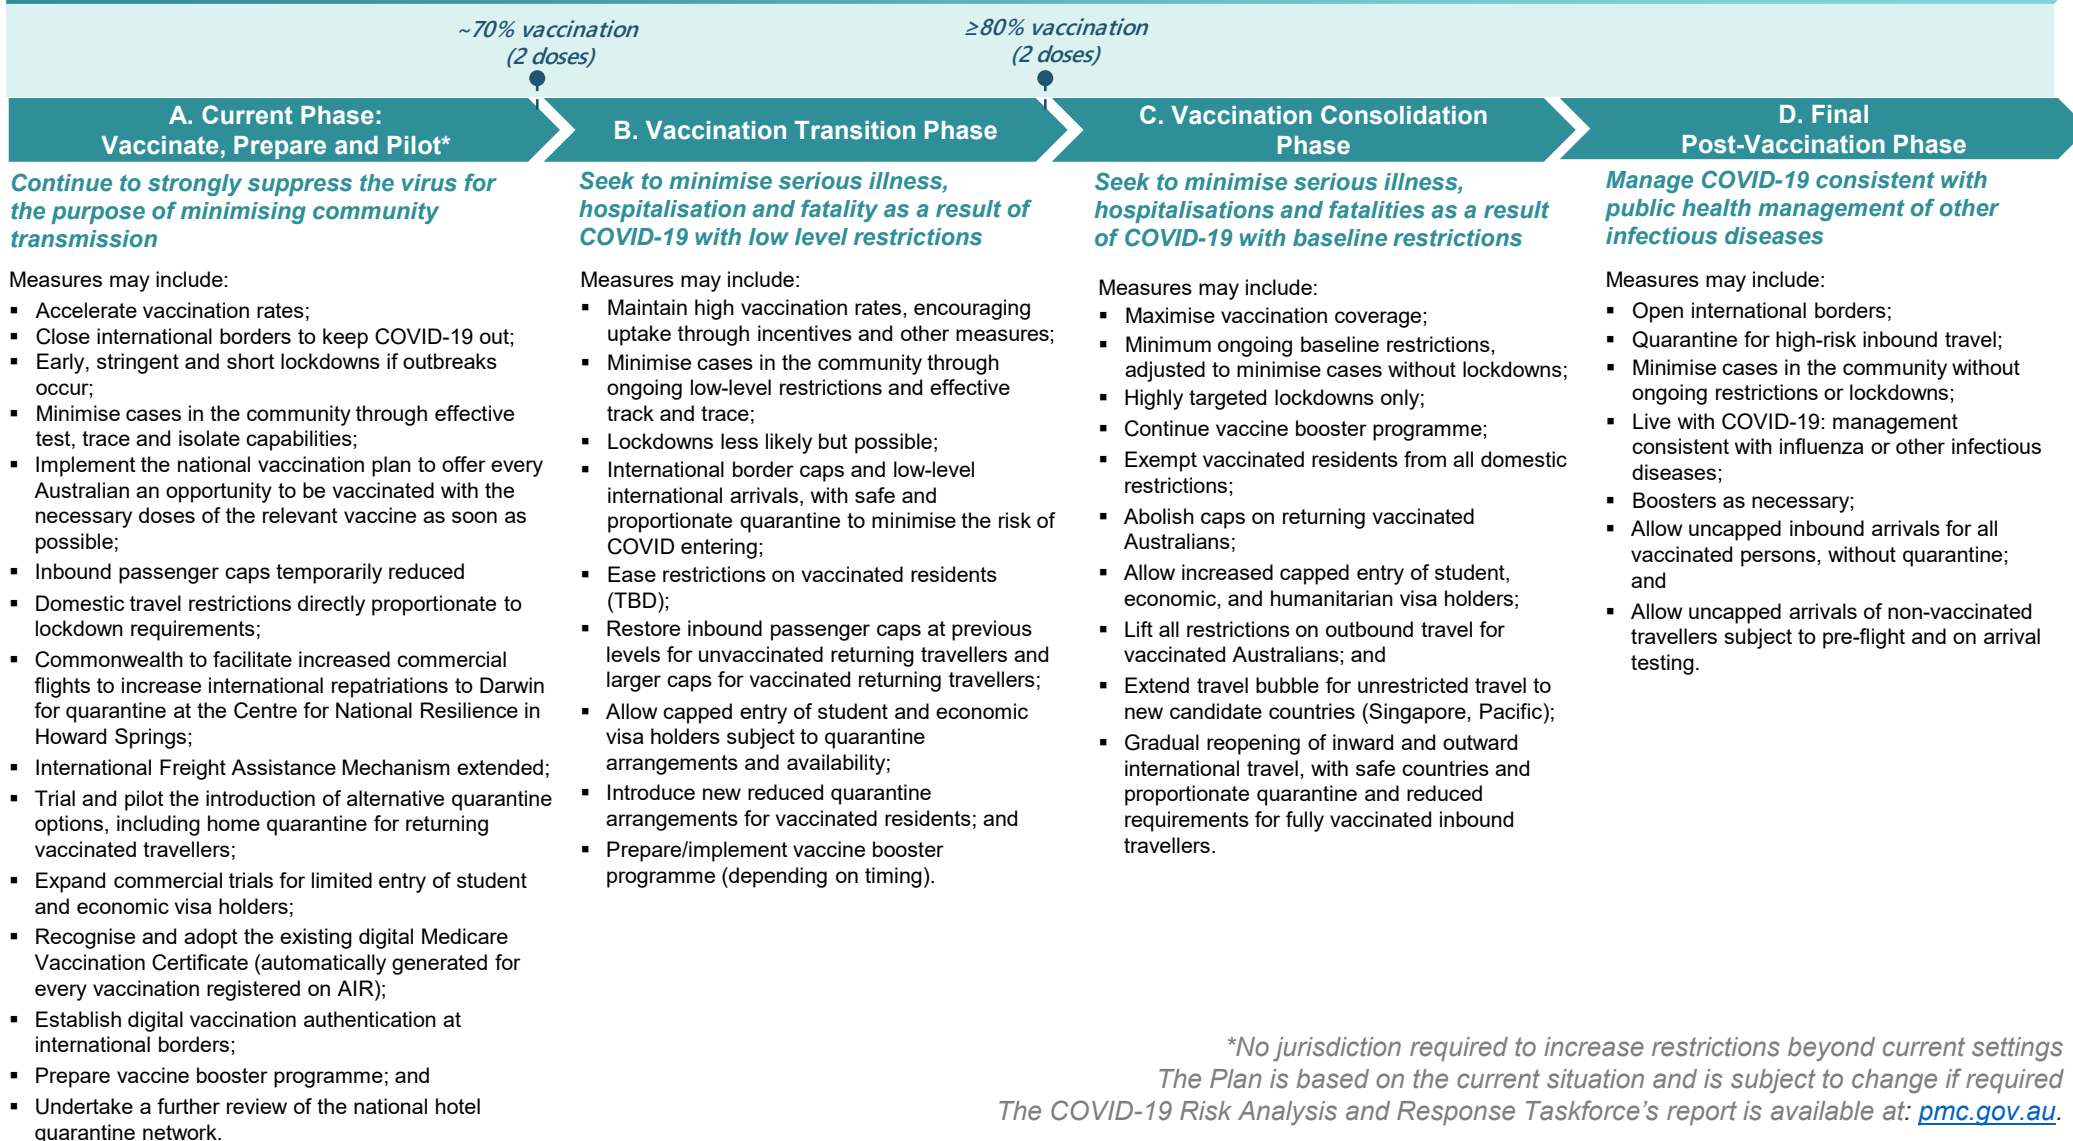 ~70% vaccination
(2 doses)
≥80% vaccination
(2 doses)
A. Current Phase:
Vaccinate, Prepare and Pilot*
Continue to strongly suppress the virus for
the purpose of minimising community
transmission
Measures may include:
▪ Accelerate vaccination rates;
▪ Close international borders to keep COVID-19 out;
▪ Early, stringent and short lockdowns if outbreaks
occur;
▪ Minimise cases in the community through effective
test, trace and isolate capabilities;
▪ Implement the national vaccination plan to offer every
Australian an opportunity to be vaccinated with the
necessary doses of the relevant vaccine as soon as
possible;
▪ Inbound passenger caps temporarily reduced
▪ Domestic travel restrictions directly proportionate to
lockdown requirements;
▪ Commonwealth to facilitate increased commercial
flights to increase international repatriations to Darwin
for quarantine at the Centre for National Resilience in
Howard Springs;
▪ International Freight Assistance Mechanism extended;
▪ Trial and pilot the introduction of alternative quarantine
options, including home quarantine for returning
vaccinated travellers;
▪ Expand commercial trials for limited entry of student
and economic visa holders;
▪ Recognise and adopt the existing digital Medicare
Vaccination Certificate (automatically generated for
every vaccination registered on AIR);
▪ Establish digital vaccination authentication at
international borders;
▪ Prepare vaccine booster programme; and
▪ Undertake a further review of the national hotel
quarantine network.
B. Vaccination Transition Phase
Seek to minimise serious illness,
hospitalisation and fatality as a result of
COVID-19 with low level restrictions
Measures may include:
▪ Maintain high vaccination rates, encouraging
uptake through incentives and other measures;
▪ Minimise cases in the community through
ongoing low-level restrictions and effective
track and trace;
▪ Lockdowns less likely but possible;
▪ International border caps and low-level
international arrivals, with safe and
proportionate quarantine to minimise the risk of
COVID entering;
▪ Ease restrictions on vaccinated residents
(TBD);
▪ Restore inbound passenger caps at previous
levels for unvaccinated returning travellers and
larger caps for vaccinated returning travellers;
▪ Allow capped entry of student and economic
visa holders subject to quarantine
arrangements and availability;
▪ Introduce new reduced quarantine
arrangements for vaccinated residents; and
▪ Prepare/implement vaccine booster
programme (depending on timing).
C. Vaccination Consolidation
Phase
Seek to minimise serious illness,
hospitalisations and fatalities as a result
of COVID-19 with baseline restrictions
Measures may include:
▪ Maximise vaccination coverage;
▪ Minimum ongoing baseline restrictions,
adjusted to minimise cases without lockdowns;
▪ Highly targeted lockdowns only;
▪ Continue vaccine booster programme;
▪ Exempt vaccinated residents from all domestic
restrictions;
▪ Abolish caps on returning vaccinated
Australians;
▪ Allow increased capped entry of student,
economic, and humanitarian visa holders;
▪ Lift all restrictions on outbound travel for
vaccinated Australians; and
▪ Extend travel bubble for unrestricted travel to
new candidate countries (Singapore, Pacific);
▪ Gradual reopening of inward and outward
international travel, with safe countries and
proportionate quarantine and reduced
requirements for fully vaccinated inbound
travellers.
D. Final
Post-Vaccination Phase
Manage COVID-19 consistent with
public health management of other
infectious diseases
Measures may include:
▪ Open international borders;
▪ Quarantine for high-risk inbound travel;
▪ Minimise cases in the community without
ongoing restrictions or lockdowns;
▪ Live with COVID-19: management
consistent with influenza or other infectious
diseases;
▪ Boosters as necessary;
▪ Allow uncapped inbound arrivals for all
vaccinated persons, without quarantine;
and
▪ Allow uncapped arrivals of non-vaccinated
travellers subject to pre-flight and on arrival
testing.
*No jurisdiction required to increase restrictions beyond current settings
The Plan is based on the current situation and is subject to change if required
The COVID-19 Risk Analysis and Response Taskforce's report is available at: pmc.gov.au.